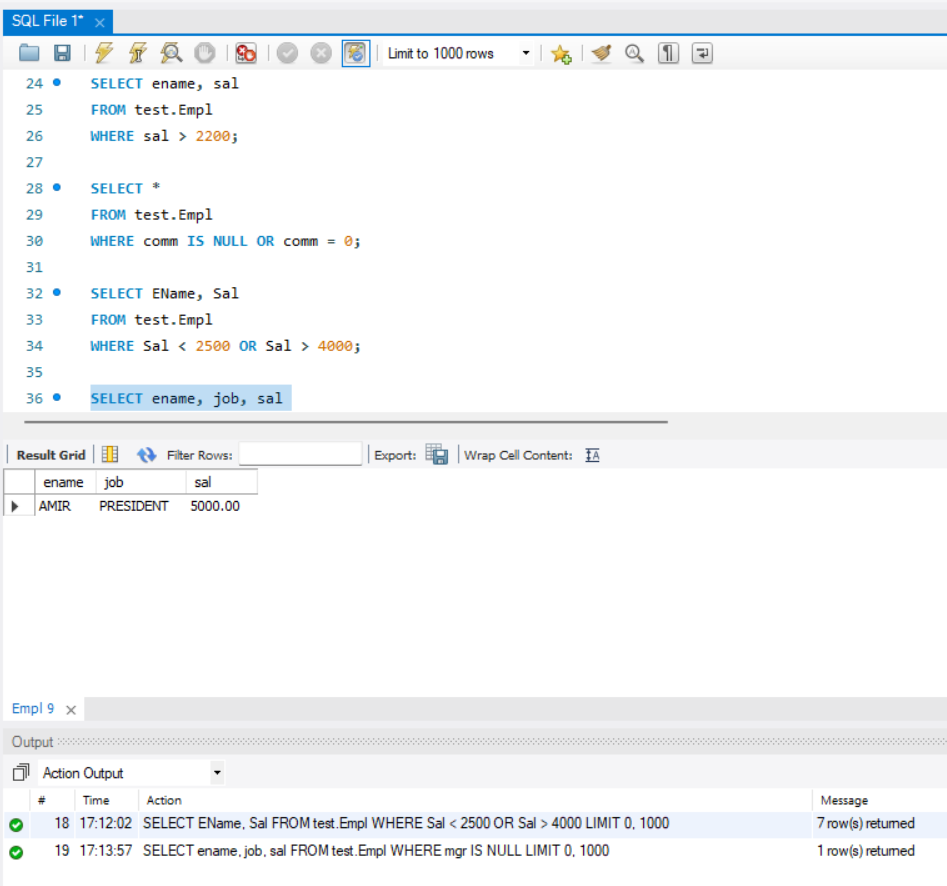 SQL File 1*
Limit to 1000 rows
24 SELECT ename, sal
25 FROM test.Empl
26 WHERE sal > 2200;
27
28 SELECT *
29 FROM test.Empl
30 WHERE comm IS NULL OR comm = 0;
31
32 SELECT EName, Sal
33 FROM test.Empl
34 WHERE Sal < 2500 OR Sal > 4000;
35
36 SELECT ename, job, sal
Result Grid Filter Rows: Export: Wrap Cell Content: IA
ename job sal
AMIR PRESIDENT 5000.00
Empl 9
Output
Action Output
# Time Action Message
18 17:12:02 SELECT EName, Sal FROM test.Empl WHERE Sal < 2500 OR Sal > 4000 LIMIT 0, 1000 7 row(s) returned
19 17:13:57 SELECT ename, job, sal FROM test.Empl WHERE mgr IS NULL LIMIT 0, 1000 1 row(s) returned